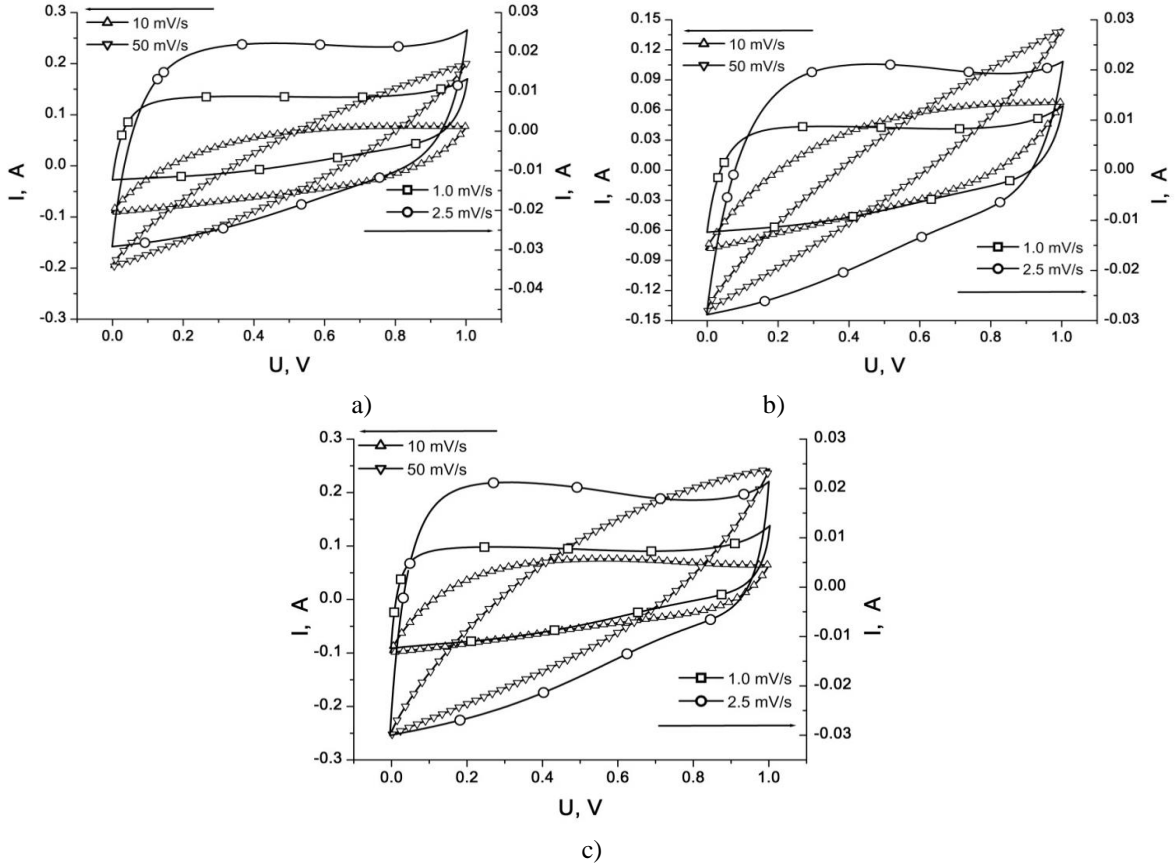 10 mV/s
50 mV/s
0.3
0.2
0.1
0.0
-0.1
-0.2
-0.3
I, A
0.03
0.02
0.01
0.00
-0.01
-0.02
-0.03
-0.04
I, A
1.0 mV/s
2.5 mV/s
0.0 0.2 0.4 0.6 0.8 1.0
U, V
a)
10 mV/s
50 mV/s
0.15
0.12
0.09
0.06
0.03
0.00
-0.03
-0.06
-0.09
-0.12
-0.15
I, A
0.03
0.02
0.01
0.00
-0.01
-0.02
-0.03
I, A
1.0 mV/s
2.5 mV/s
0.0 0.2 0.4 0.6 0.8 1.0
U, V
b)
10 mV/s
50 mV/s
0.3
0.2
0.1
0.0
-0.1
-0.2
-0.3
I, A
0.03
0.02
0.01
0.00
-0.01
-0.02
-0.03
I, A
1.0 mV/s
2.5 mV/s
0.0 0.2 0.4 0.6 0.8 1.0
U, V
c)